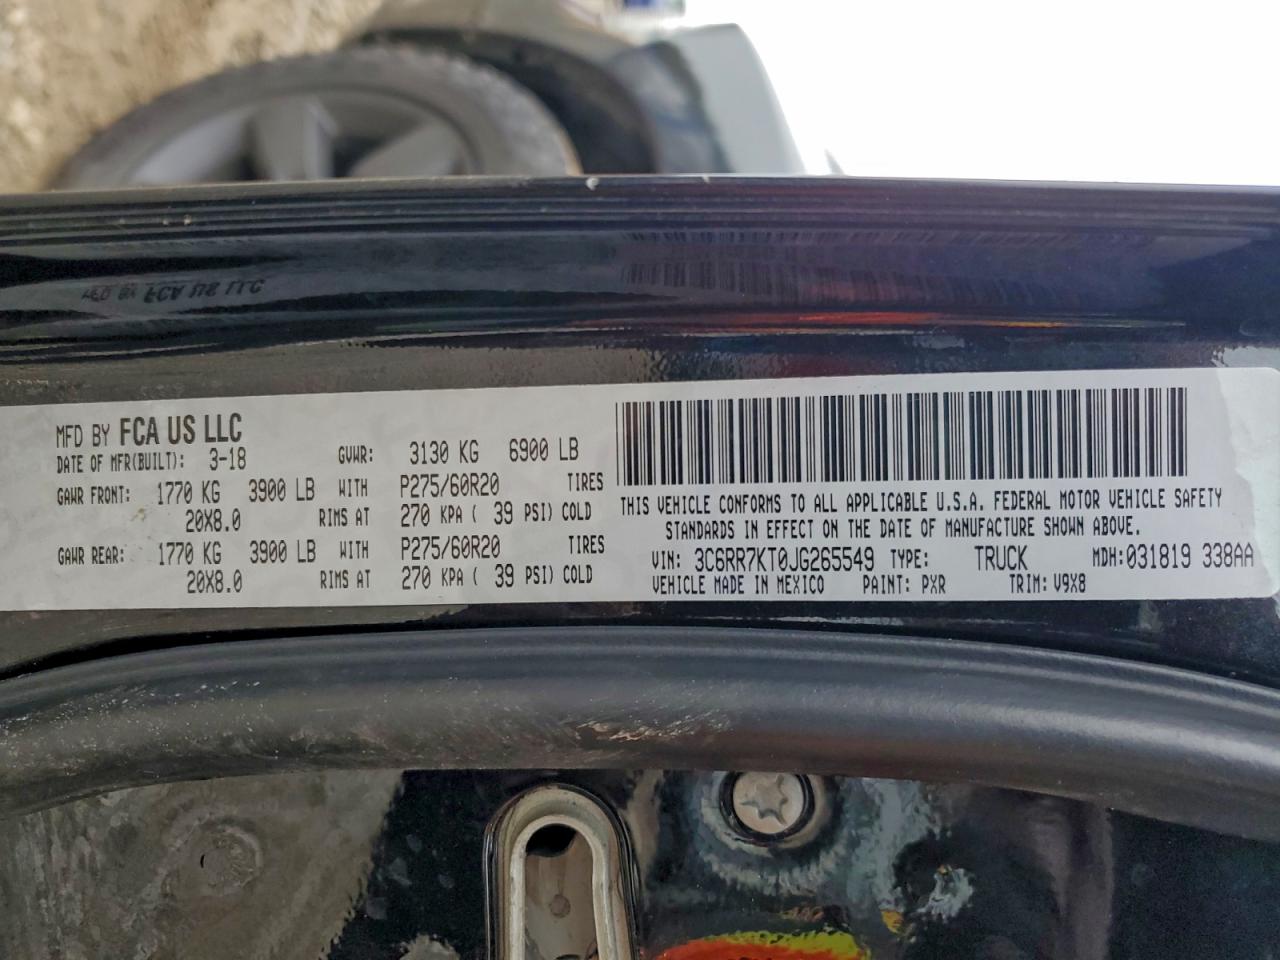 MFD BY FCA US LLC
DATE OF MFR(BUILT): 3-18 GVWR: 3130 KG 6900 LB
GAWR FRONT: 1770 KG 3900 LB WITH P275/60R20 TIRES
20X8.0 RIMS AT 270 KPA ( 39 PSI) COLD
GAWR REAR: 1770 KG 3900 LB WITH P275/60R20 TIRES
20X8.0 RIMS AT 270 KPA ( 39 PSI) COLD
THIS VEHICLE CONFORMS TO ALL APPLICABLE U.S.A. FEDERAL MOTOR VEHICLE SAFETY
STANDARDS IN EFFECT ON THE DATE OF MANUFACTURE SHOWN ABOVE.
VIN: 3C6RR7KT0JG265549 TYPE: TRUCK MDH:031819 338AA
VEHICLE MADE IN MEXICO PAINT: PXR TRIM: V9X8